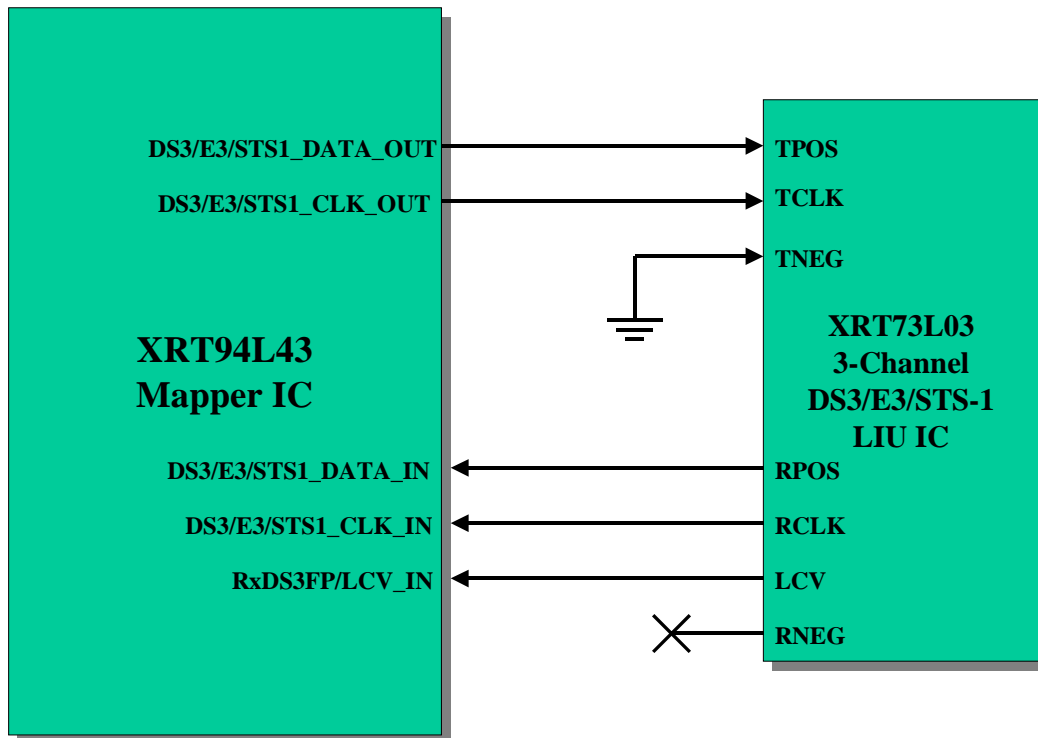 DS3/E3/STS1_DATA_OUT
DS3/E3/STS1_CLK_OUT
XRT94L43
Mapper IC
DS3/E3/STS1_DATA_IN
DS3/E3/STS1_CLK_IN
RxDS3FP/LCV_IN
TPOS
TCLK
TNEG
XRT73L03
3-Channel
DS3/E3/STS-1
LIU IC
RPOS
RCLK
LCV
RNEG